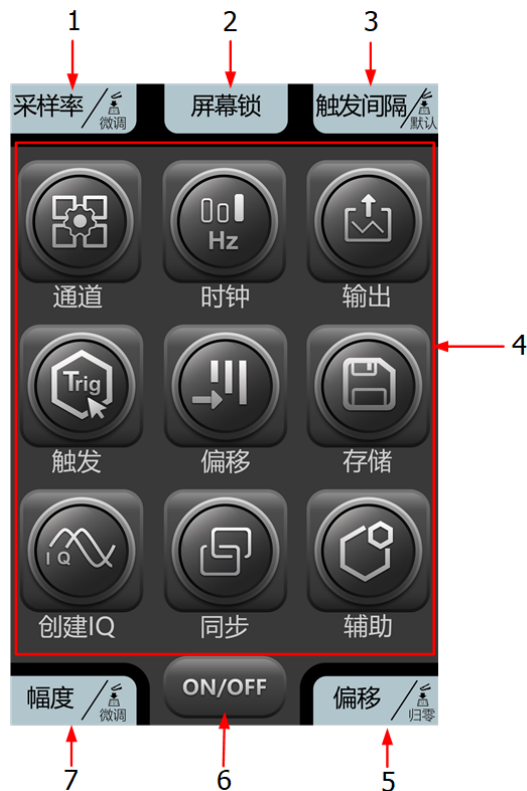 1 2 3
采样率 微调 屏幕锁 触发间隔 默认
Hz
通道 时钟 输出
4
Trig
触发 偏移 存储
I Q
创建IQ 同步 辅助
幅度 微调 ON/OFF 偏移 归零
7 6 5